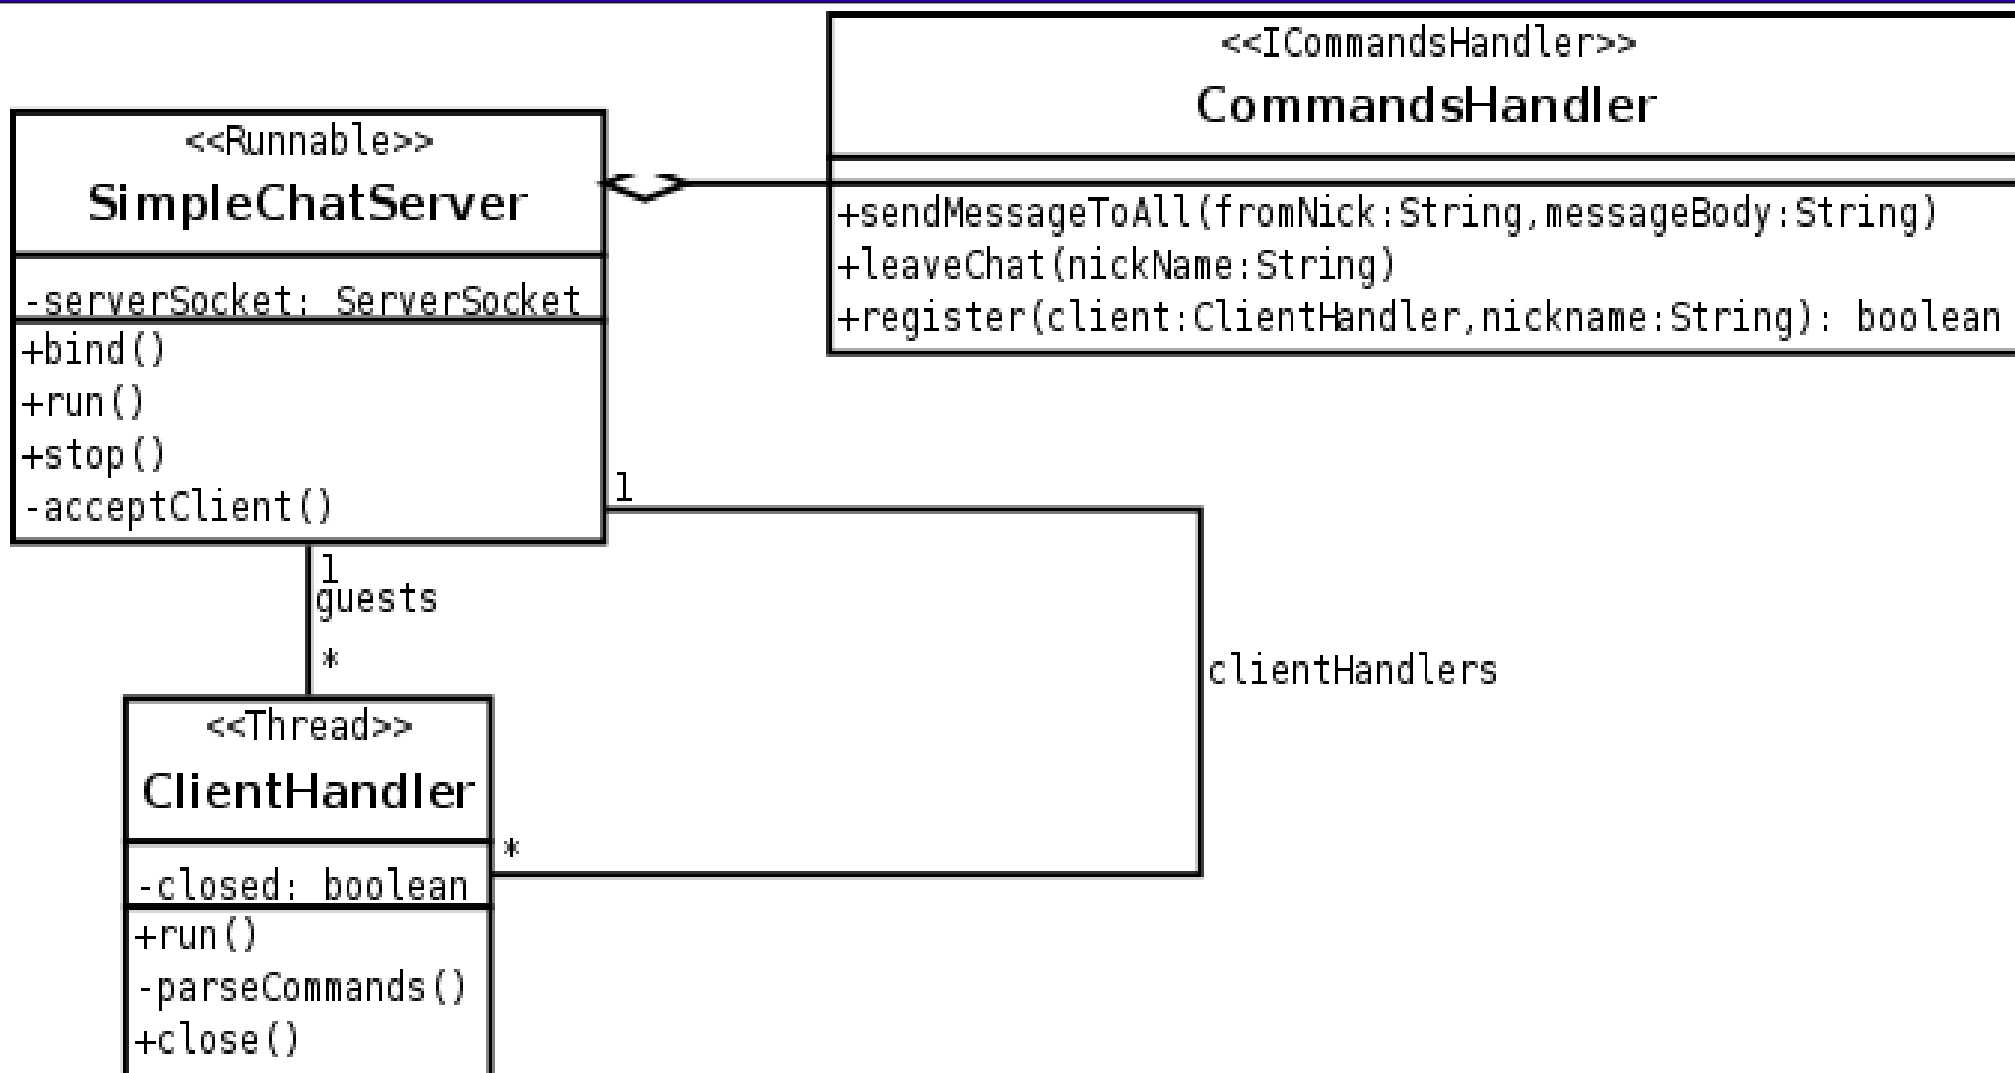 <<ICommandsHandler>>
CommandsHandler
+sendMessageToAll(fromNick:String,messageBody:String)
+leaveChat(nickName:String)
+register(client:ClientHandler,nickname:String): boolean
<<Runnable>>
SimpleChatServer
-serverSocket: ServerSocket
+bind()
+run()
+stop()
-acceptClient()
1
1
guests
*
clientHandlers
<<Thread>>
ClientHandler
*
-closed: boolean
+run()
-parseCommands()
+close()